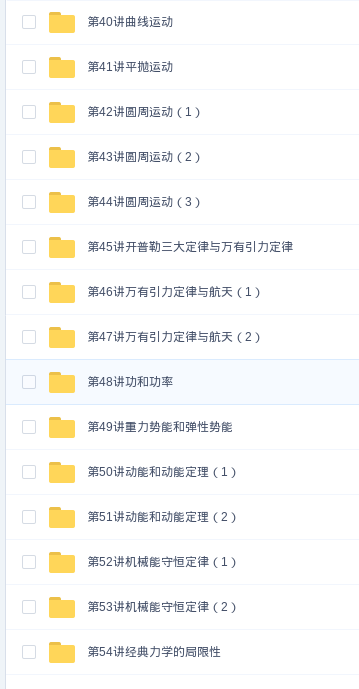 第40讲曲线运动
第41讲平抛运动
第42讲圆周运动（1）
第43讲圆周运动（2）
第44讲圆周运动（3）
第45讲开普勒三大定律与万有引力定律
第46讲万有引力定律与航天（1）
第47讲万有引力定律与航天（2）
第48讲功和功率
第49讲重力势能和弹性势能
第50讲动能和动能定理（1）
第51讲动能和动能定理（2）
第52讲机械能守恒定律（1）
第53讲机械能守恒定律（2）
第54讲经典力学的局限性